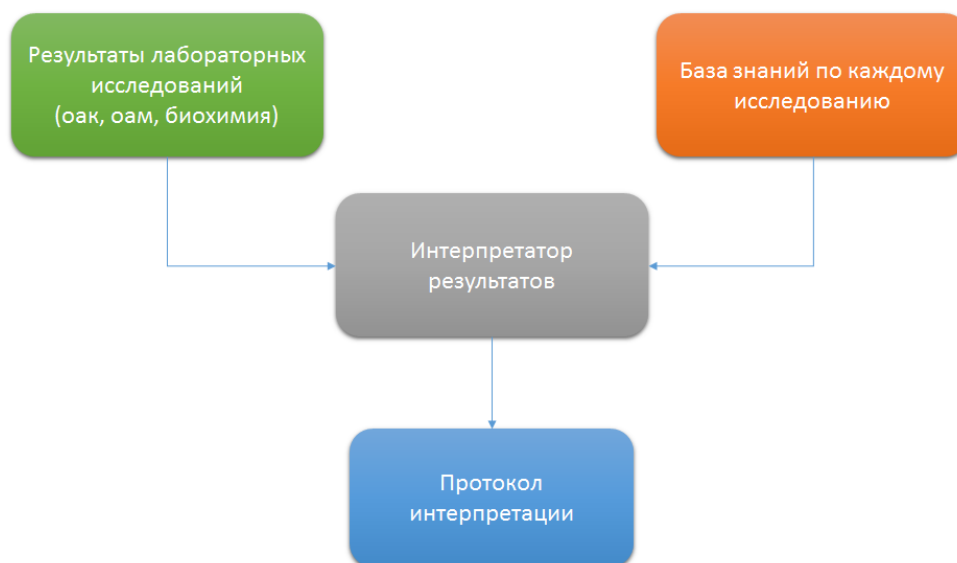 Результаты лабораторных
исследований
(оак, оам, биохимия)
База знаний по каждому
исследованию
Интерпретатор
результатов
Протокол
интерпретации